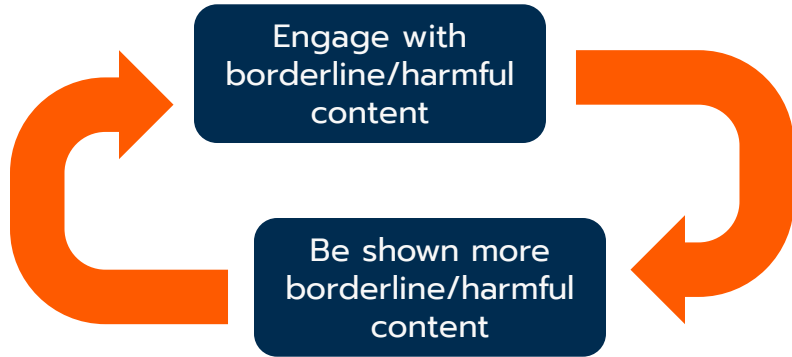 Engage with
borderline/harmful
content
Be shown more
borderline/harmful
content